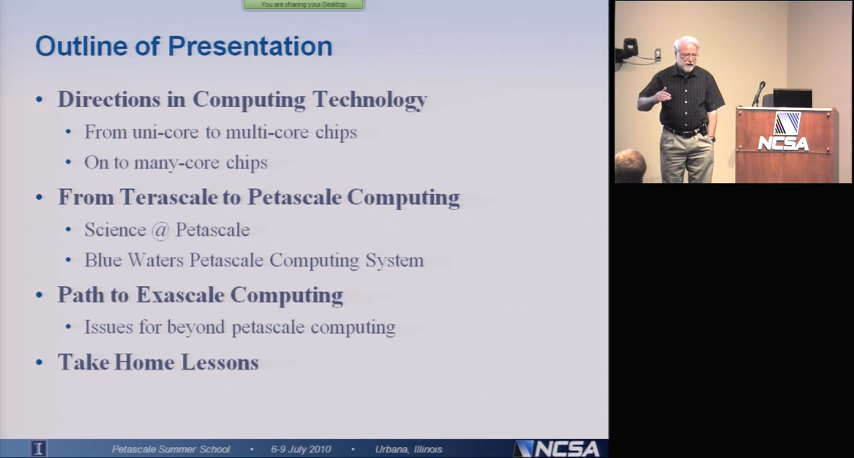 You are sharing your Desktop
Outline of Presentation
• Directions in Computing Technology
• From uni-core to multi-core chips
• On to many-core chips
• From Terascale to Petascale Computing
• Science @ Petascale
• Blue Waters Petascale Computing System
• Path to Exascale Computing
• Issues for beyond petascale computing
• Take Home Lessons
I Petascale Summer School • 6-9 July 2010 • Urbana, Illinois NCSA
NCSA